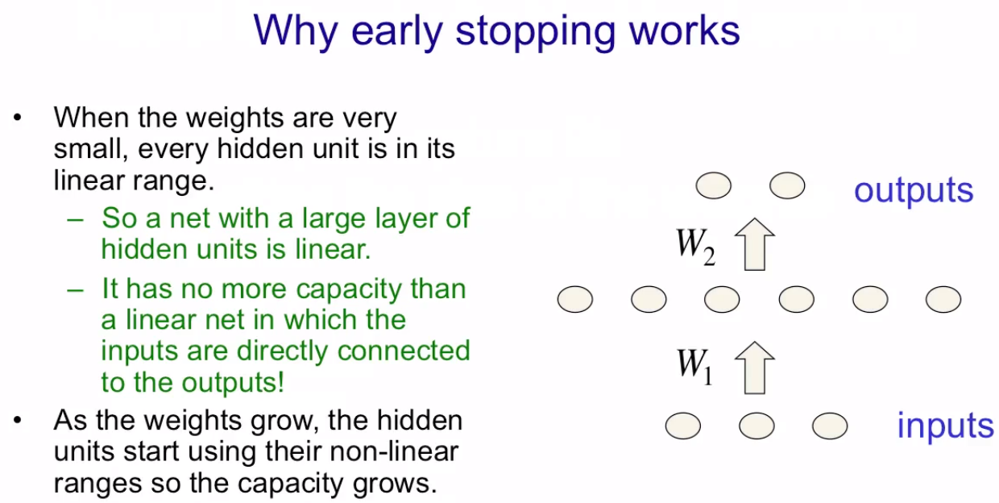 Why early stopping works
• When the weights are very
small, every hidden unit is in its
linear range.
– So a net with a large layer of
hidden units is linear.
– It has no more capacity than
a linear net in which the
inputs are directly connected
to the outputs!
• As the weights grow, the hidden
units start using their non-linear
ranges so the capacity grows.
outputs
W₂
W₁
inputs